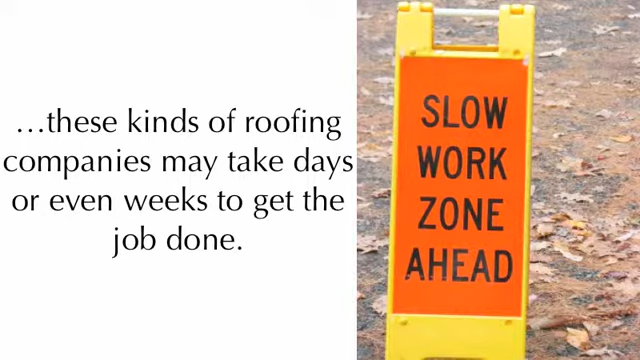 …these kinds of roofing
companies may take days
or even weeks to get the
job done.
SLOW
WORK
ZONE
AHEAD